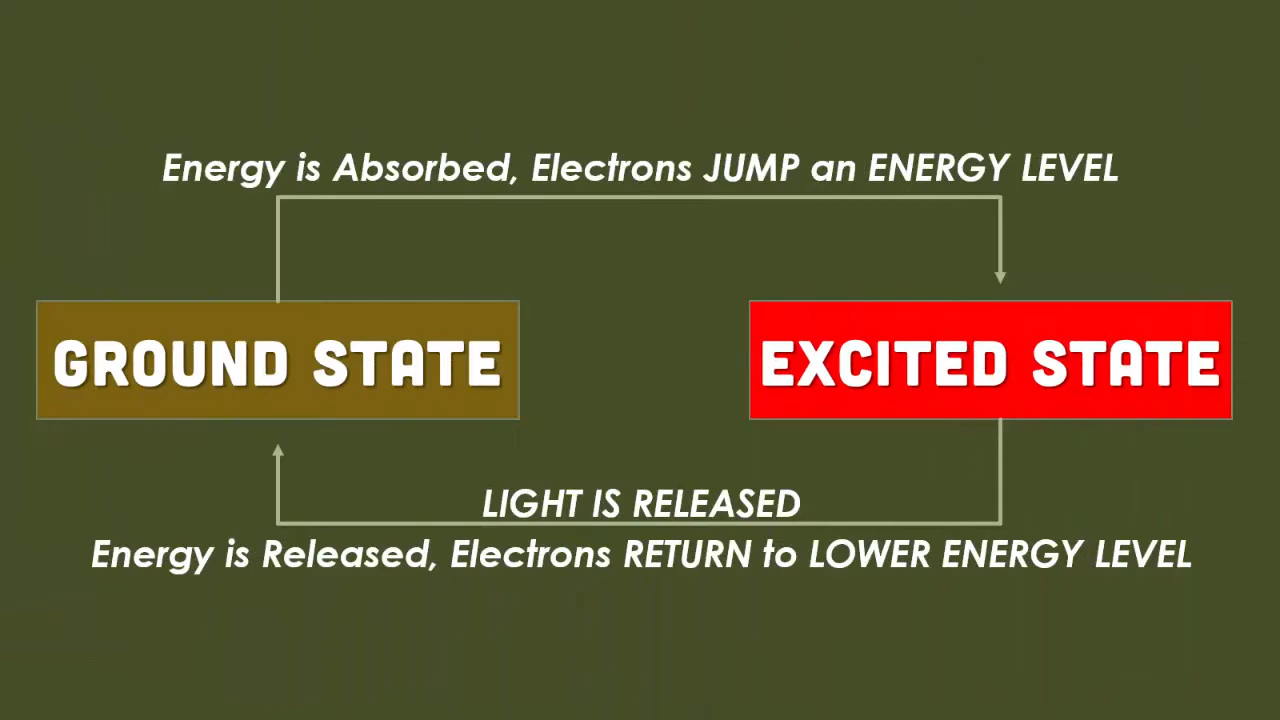 Energy is Absorbed, Electrons JUMP an ENERGY LEVEL
GROUND STATE
EXCITED STATE
LIGHT IS RELEASED
Energy is Released, Electrons RETURN to LOWER ENERGY LEVEL